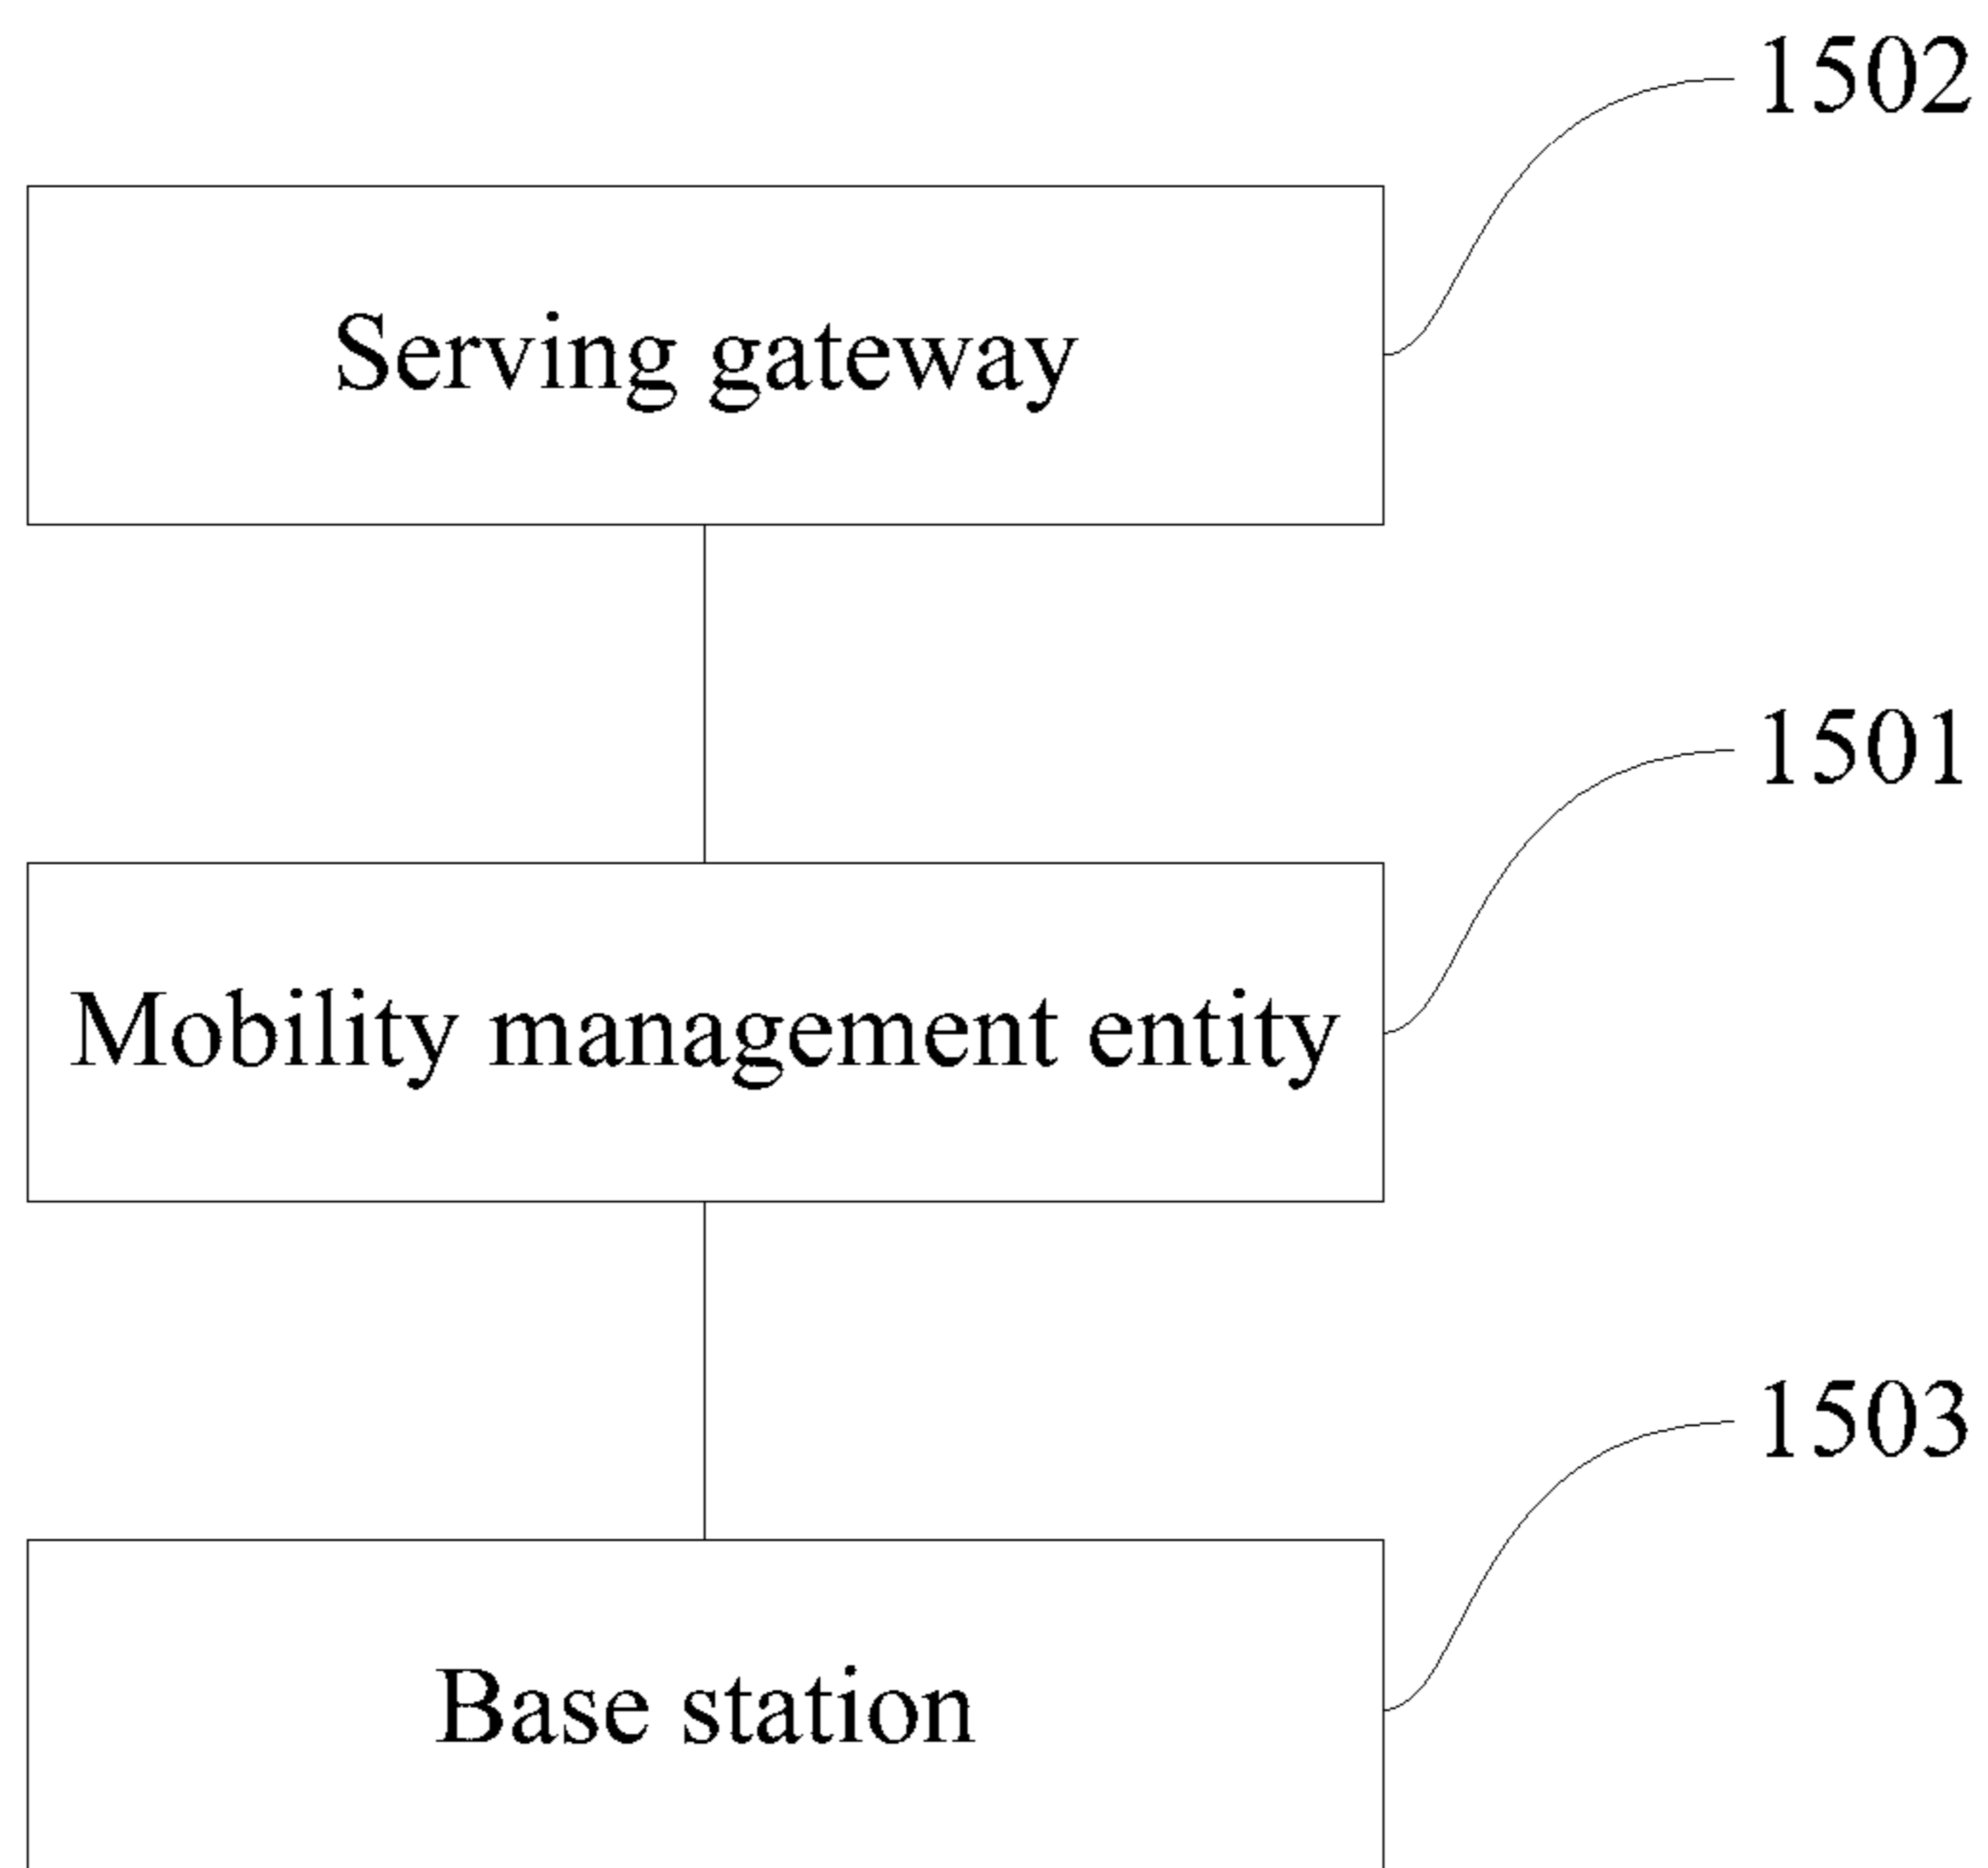 1502
Serving gateway
1501
Mobility management entity
1503
Base station